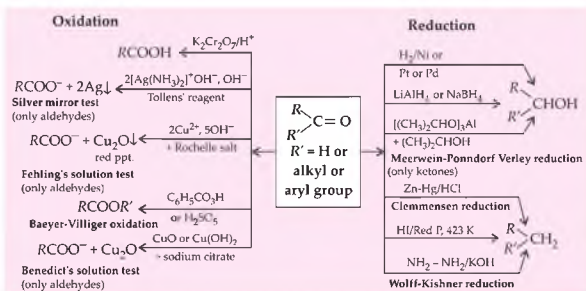 Oxidation
RCOOH
K₂Cr₂O₇/H⁺
RCOO⁻ + 2Ag↓
2[Ag(NH₃)₂]⁺OH⁻, OH⁻
Silver mirror test
Tollens' reagent
(only aldehydes)
RCOO⁻ + Cu₂O↓
2Cu²⁺, 5OH⁻
red ppt.
+ Rochelle salt
Fehling's solution test
(only aldehydes)
RCOOR'
C₆H₅CO₃H
Baeyer-Villiger oxidation
or H₂SO₅
RCOO⁻ + Cu₂O
CuO or Cu(OH)₂
Benedict's solution test
+ sodium citrate
(only aldehydes)
R
C=O
R'
R' = H or
alkyl or
aryl group
Reduction
H₂/Ni or
Pt or Pd
LiAlH₄ or NaBH₄
[(CH₃)₂CHO]₃Al
+ (CH₃)₂CHOH
R
CHOH
R'
Meerwein-Ponndorf Verley reduction
(only ketones)
Zn-Hg/HCl
Clemmensen reduction
HI/Red P, 423 K
R
CH₂
R'
NH₂ – NH₂/KOH
Wolff-Kishner reduction